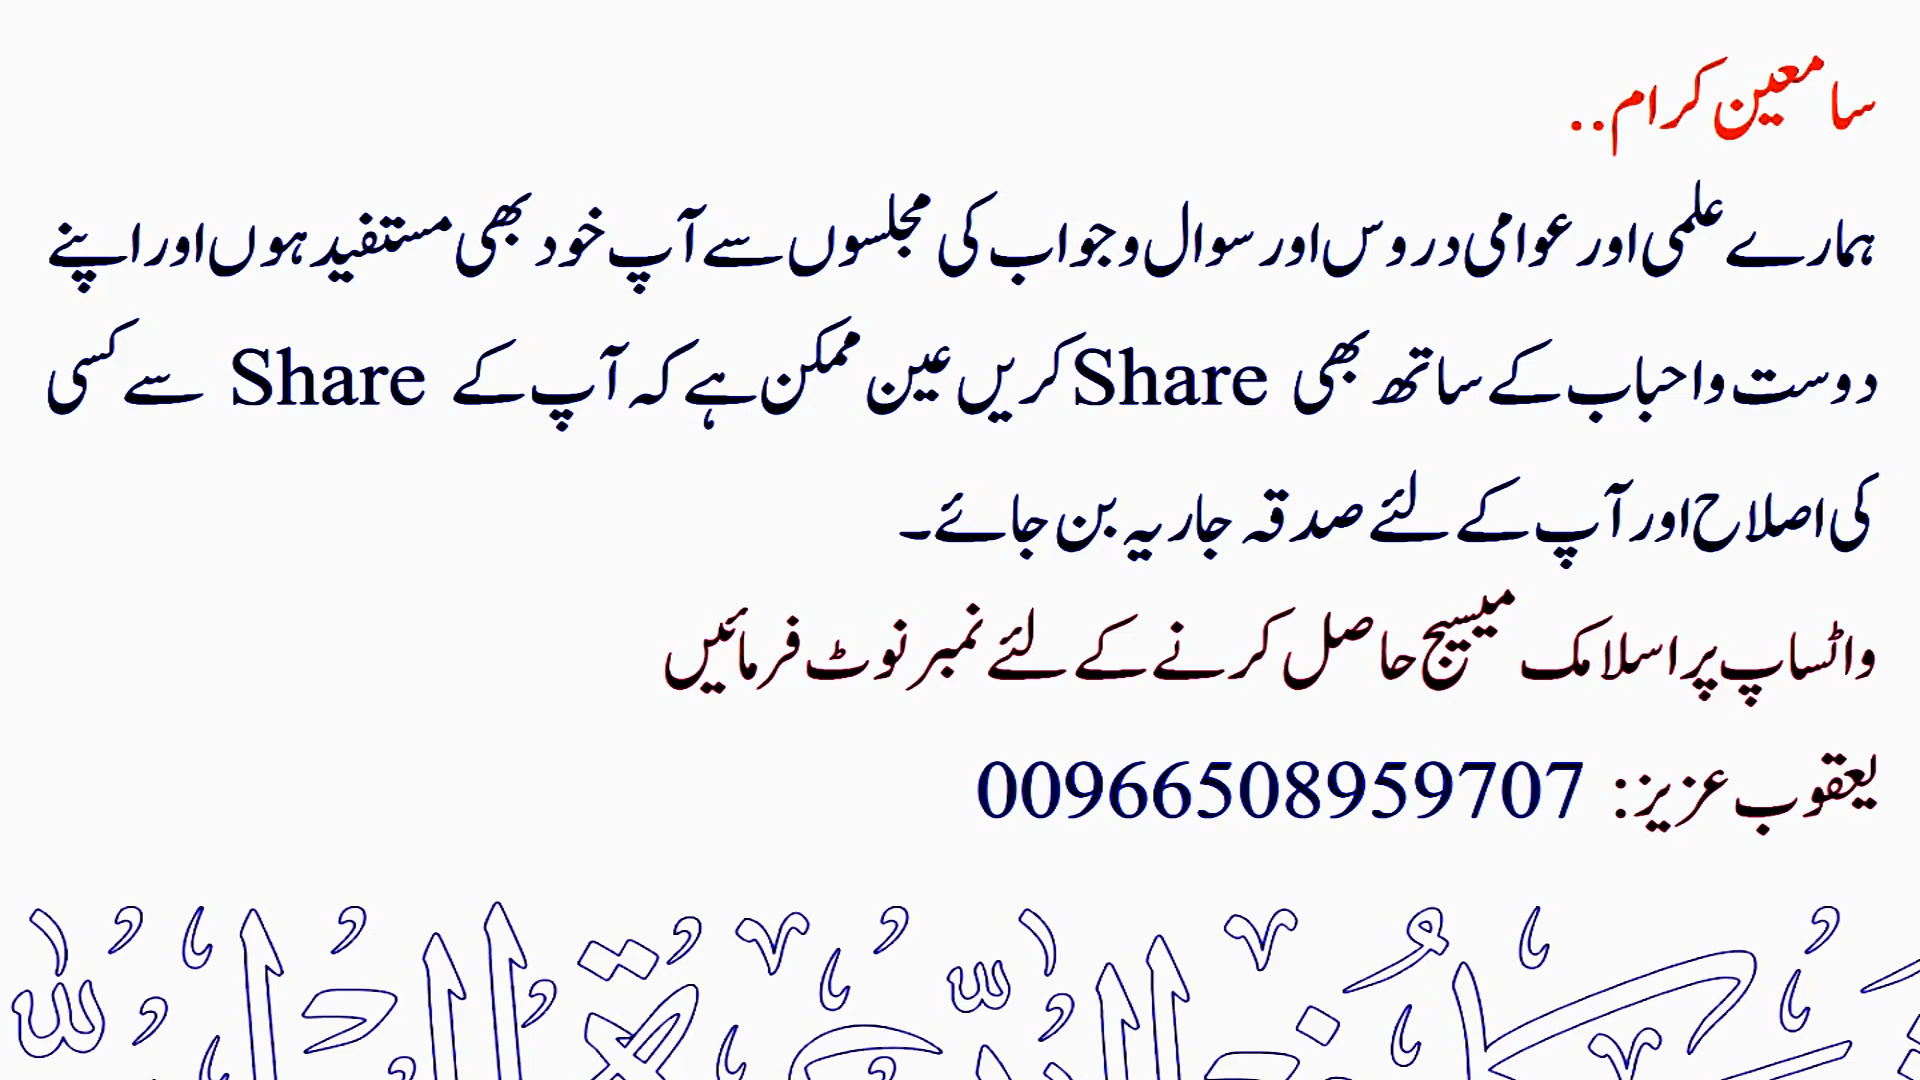 سامعین کرام..
ہمارے علمی اور عوامی دروس اور سوال و جواب کی مجلسوں سے آپ خود بھی مستفید ہوں اور اپنے
دوست و احباب کے ساتھ بھی Share کریں عین ممکن ہے کہ آپ کے Share سے کسی
کی اصلاح اور آپ کے لئے صدقہ جاریہ بن جائے۔
واٹساپ پر اسلامک میسیج حاصل کرنے کے لئے نمبر نوٹ فرمائیں
یعقوب عزیز: 00966508959707